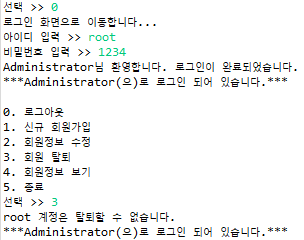 선택 >> 0
로그인 화면으로 이동합니다...
아이디 입력 >> root
비밀번호 입력 >> 1234
Administrator님 환영합니다. 로그인이 완료되었습니다.
***Administrator(으)로 로그인 되어 있습니다.***
0. 로그아웃
1. 신규 회원가입
2. 회원정보 수정
3. 회원 탈퇴
4. 회원정보 보기
5. 종료
선택 >> 3
root 계정은 탈퇴할 수 없습니다.
***Administrator(으)로 로그인 되어 있습니다.***